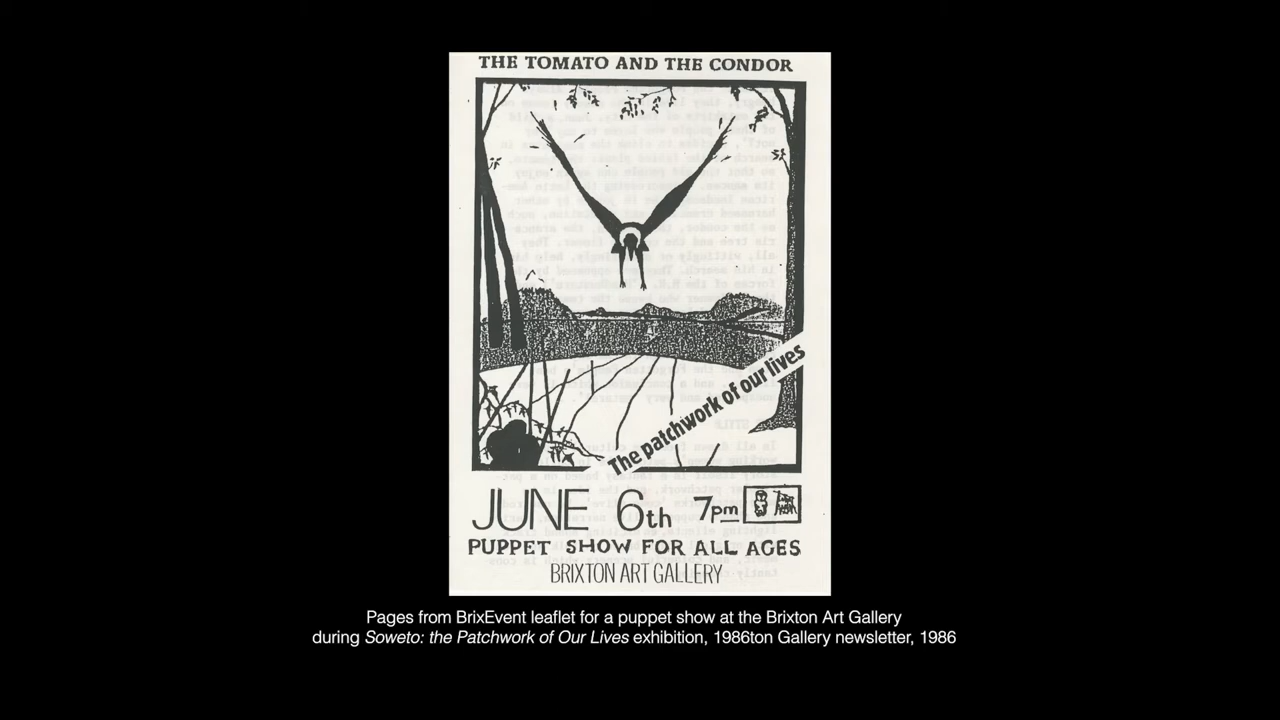 THE TOMATO AND THE CONDOR
The patchwork of our lives
JUNE 6th 7pm
PUPPET SHOW FOR ALL AGES
BRIXTON ART GALLERY
Pages from BrixEvent leaflet for a puppet show at the Brixton Art Gallery
during Soweto: the Patchwork of Our Lives exhibition, 1986ton Gallery newsletter, 1986